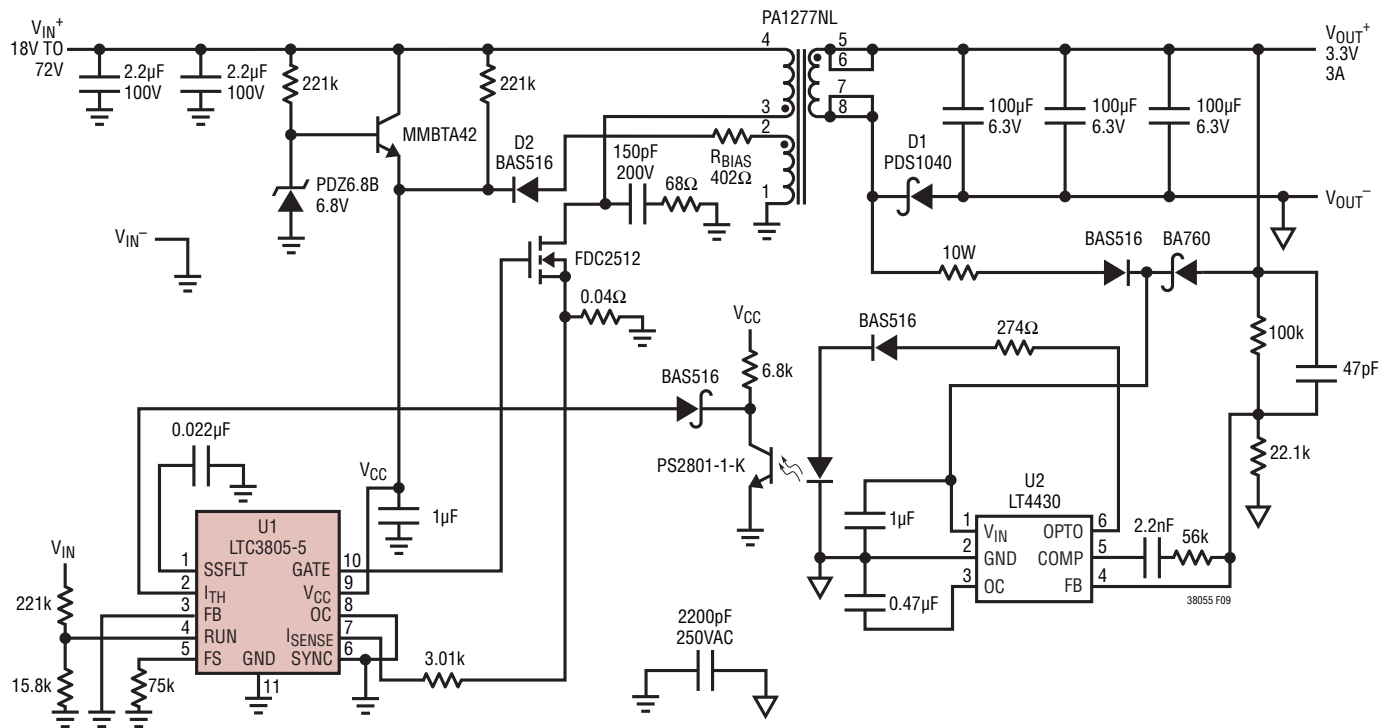 VIN+
18V TO
72V
2.2µF
100V
2.2µF
100V
221k
MMBTA42
221k
PDZ6.8B
6.8V
VIN−
D2
BAS516
150pF
200V
68Ω
RBIAS
402Ω
PA1277NL
4
3
2
1
5
6
7
8
FDC2512
0.04Ω
D1
PDS1040
100µF
6.3V
100µF
6.3V
100µF
6.3V
VOUT+
3.3V
3A
VOUT−
10W
BAS516
BA760
100k
47pF
22.1k
VCC
6.8k
BAS516
PS2801-1-K
BAS516
274Ω
1µF
0.47µF
U2
LT4430
1
VIN
OPTO
6
2
GND
COMP
5
3
OC
FB
4
2.2nF
56k
38055 F09
0.022µF
VCC
1µF
U1
LTC3805-5
1
SSFLT
GATE
10
2
ITH
VCC
9
3
FB
OC
8
4
RUN
ISENSE
7
5
FS
GND
SYNC
6
11
VIN
221k
15.8k
75k
3.01k
2200pF
250VAC